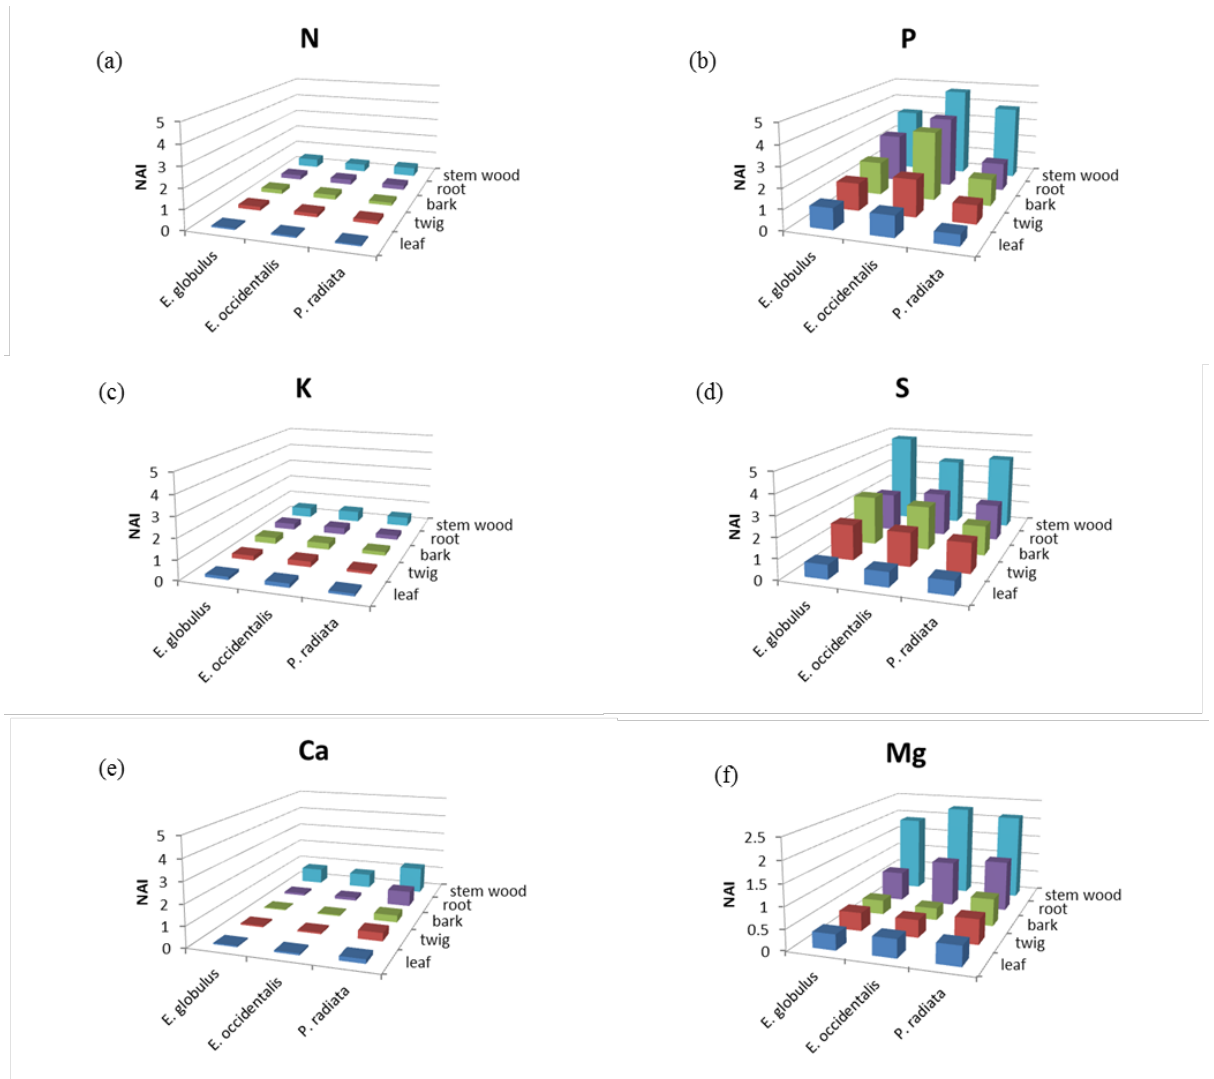 (a)
N
NAI
5
4
3
2
1
0
stem wood
root
bark
twig
leaf
E. globulus
E. occidentalis
P. radiata
(b)
P
NAI
5
4
3
2
1
0
stem wood
root
bark
twig
leaf
E. globulus
E. occidentalis
P. radiata
(c)
K
NAI
5
4
3
2
1
0
stem wood
root
bark
twig
leaf
E. globulus
E. occidentalis
P. radiata
(d)
S
NAI
5
4
3
2
1
0
stem wood
root
bark
twig
leaf
E. globulus
E. occidentalis
P. radiata
(e)
Ca
NAI
5
4
3
2
1
0
stem wood
root
bark
twig
leaf
E. globulus
E. occidentalis
P. radiata
(f)
Mg
NAI
2.5
2
1.5
1
0.5
0
stem wood
root
bark
twig
leaf
E. globulus
E. occidentalis
P. radiata